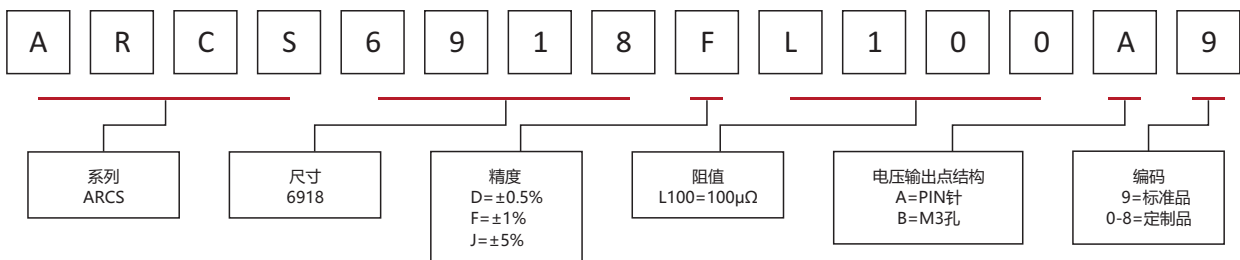 A R C S 6 9 1 8 F L 1 0 0 A 9
系列
ARCS
尺寸
6918
精度
D=±0.5%
F=±1%
J=±5%
阻值
L100=100μΩ
电压输出点结构
A=PIN针
B=M3孔
编码
9=标准品
0-8=定制品